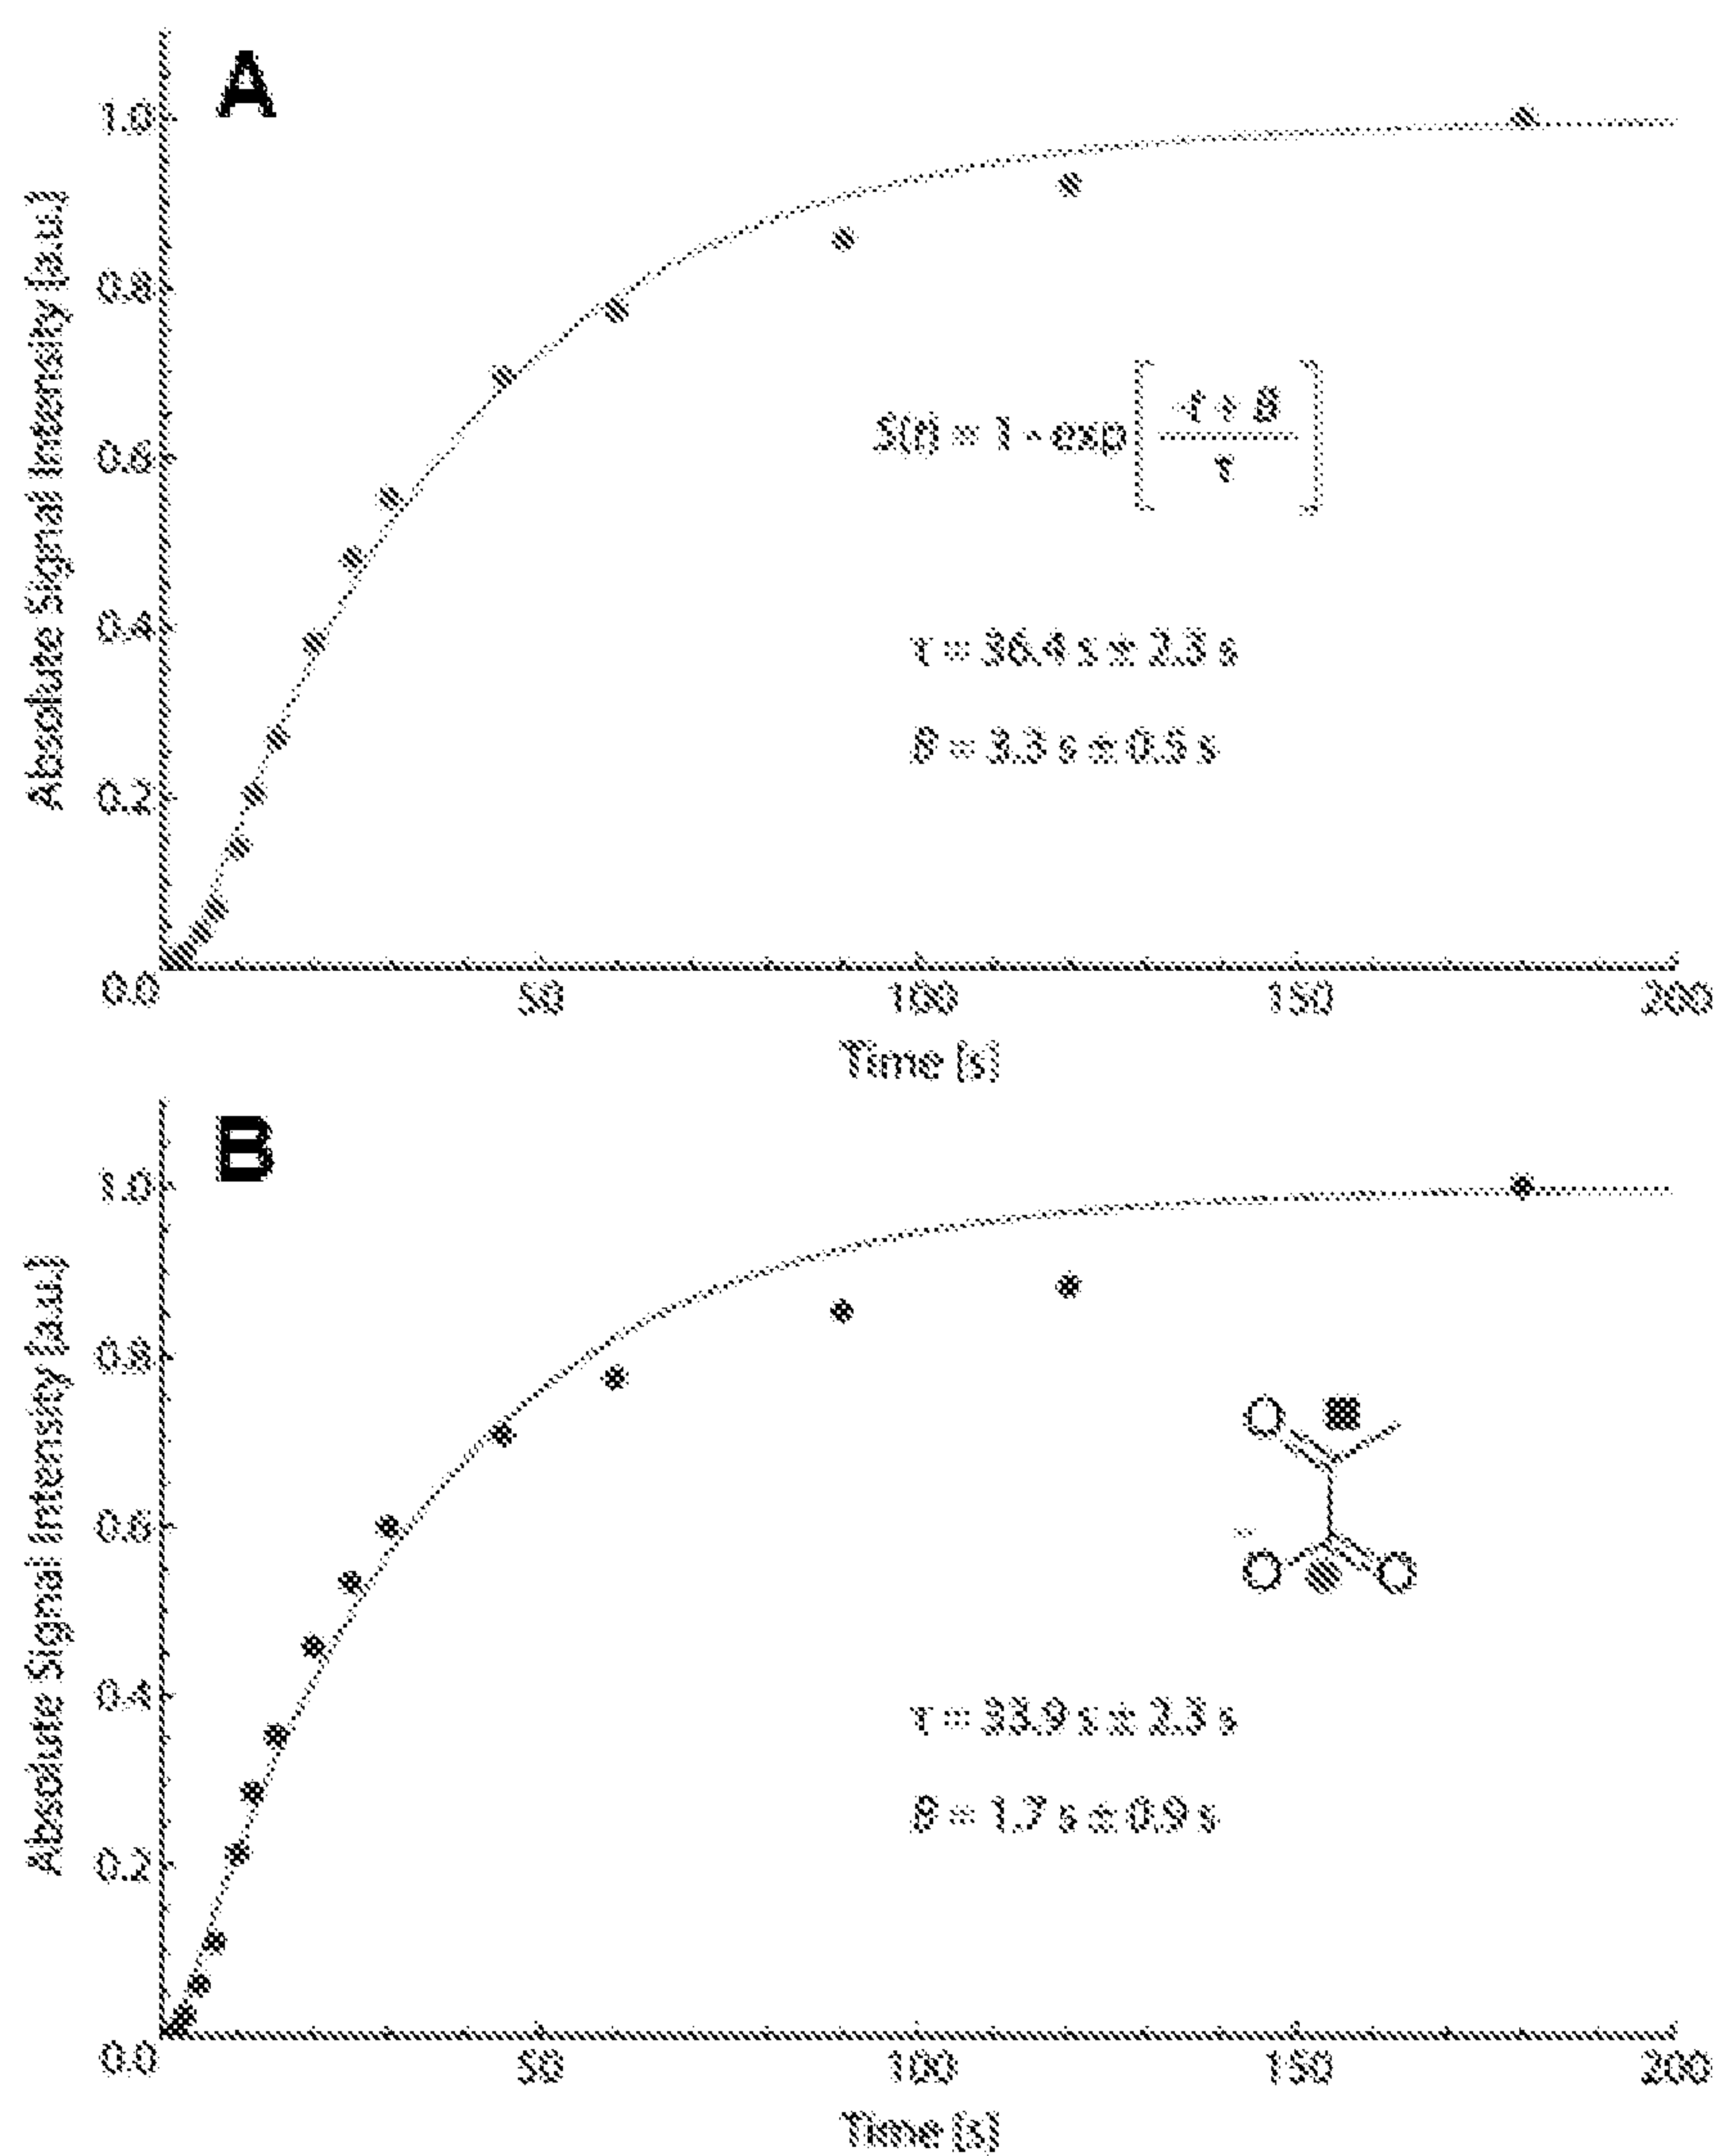 A
Absolute Signal Intensity [a.u.]
1.0
0.8
0.6
0.4
0.2
0.0
S(t) = 1 - exp[(-t + B)/τ]
τ = 36.4 s ± 2.3 s
B = 3.3 s ± 0.5 s
50 100 150 200
Time [s]
B
Absolute Signal Intensity [a.u.]
1.0
0.8
0.6
0.4
0.2
0.0
O
-
O O
τ = 33.9 s ± 2.3 s
B = 1.7 s ± 0.9 s
50 100 150 200
Time [s]